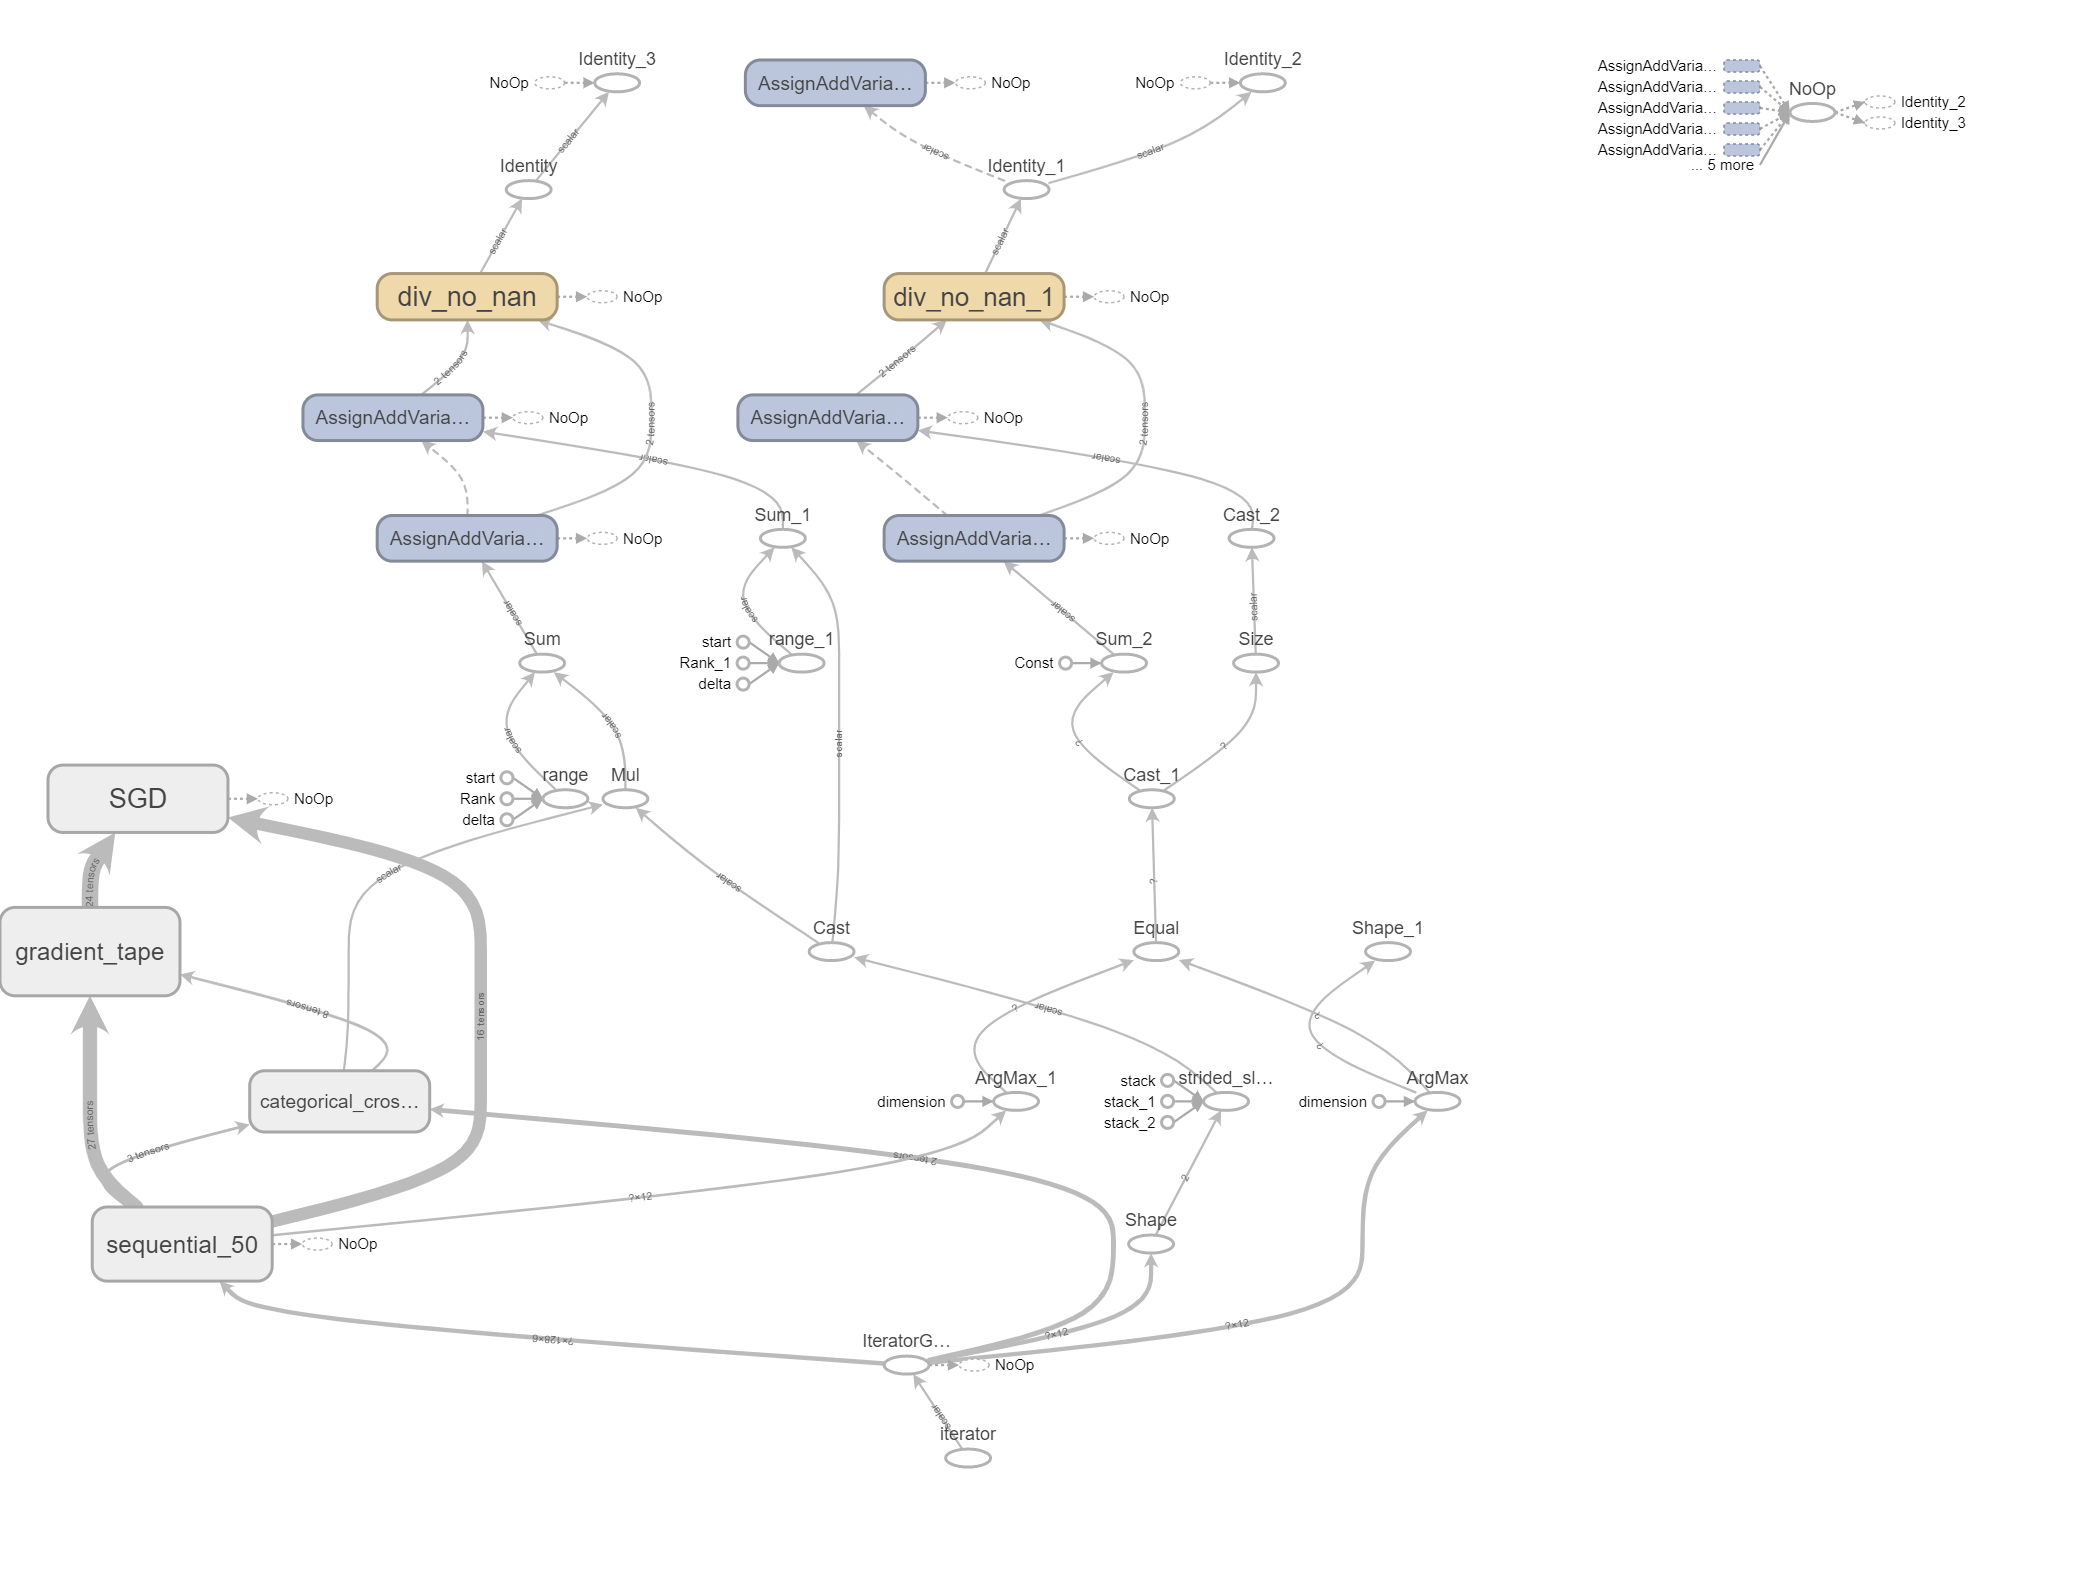 Identity_3
NoOp
AssignAddVaria…
NoOp
Identity_2
NoOp
AssignAddVaria…
AssignAddVaria…
AssignAddVaria…
AssignAddVaria…
AssignAddVaria…
... 5 more
NoOp
Identity_2
Identity_3
scalar
scalar
scalar
Identity
Identity_1
scalar
scalar
div_no_nan
NoOp
div_no_nan_1
NoOp
2 tensors
2 tensors
2 tensors
2 tensors
AssignAddVaria…
NoOp
AssignAddVaria…
NoOp
scalar
scalar
Sum_1
Cast_2
AssignAddVaria…
NoOp
AssignAddVaria…
NoOp
scalar
scalar
scalar
scalar
Sum
start
Rank_1
delta
range_1
Const
Sum_2
Size
scalar
scalar
scalar
?
?
SGD
NoOp
start
Rank
delta
range
Mul
Cast_1
24 tensors
scalar
scalar
?
gradient_tape
Cast
Equal
Shape_1
8 tensors
16 tensors
?
scalar
?
?
categorical_cros…
dimension
ArgMax_1
stack
stack_1
stack_2
strided_sl…
dimension
ArgMax
27 tensors
3 tensors
2 tensors
?×12
2
sequential_50
NoOp
Shape
?×128×6
?×12
?×12
IteratorG…
NoOp
scalar
iterator